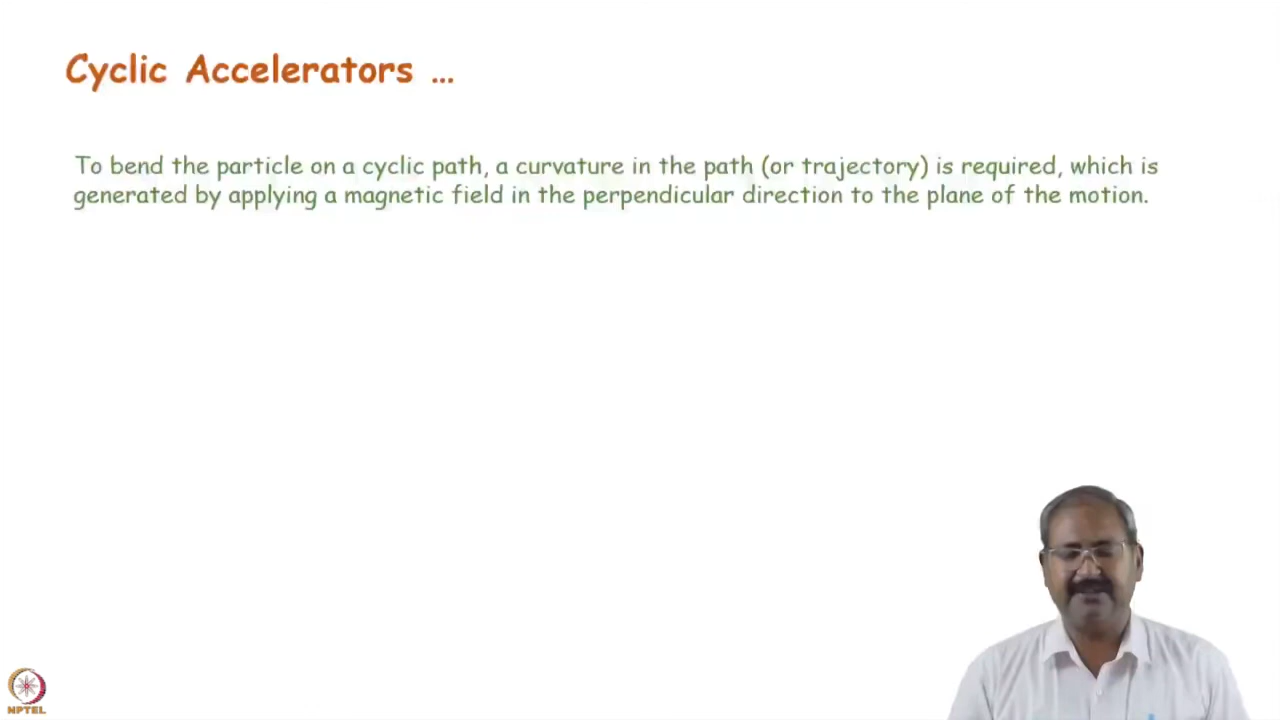 Cyclic Accelerators ...
To bend the particle on a cyclic path, a curvature in the path (or trajectory) is required, which is
generated by applying a magnetic field in the perpendicular direction to the plane of the motion.
NPTEL